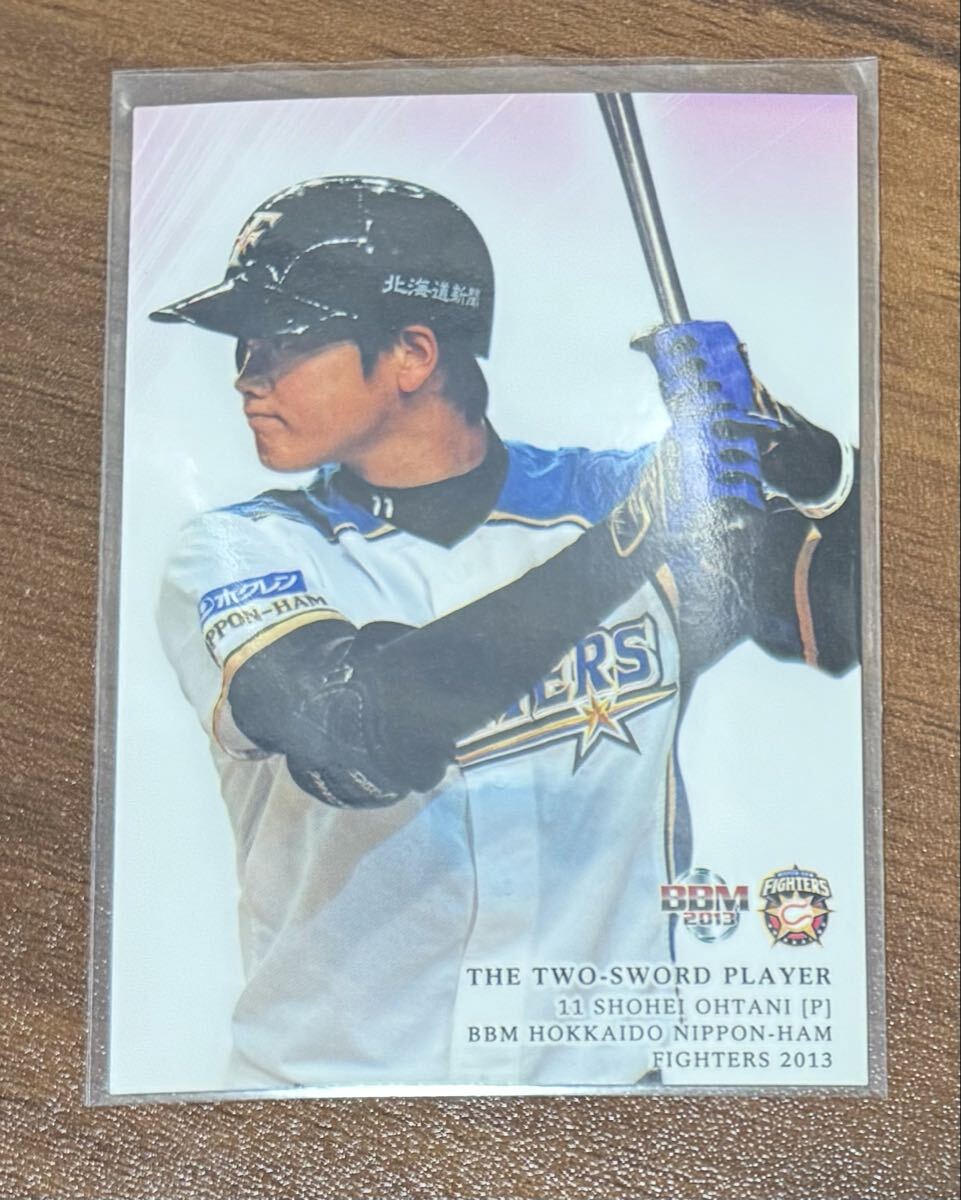 F
北海道新聞
11
ホクレン
PPON-HAM
ERS
BBM
2013
FIGHTERS
THE TWO-SWORD PLAYER
11 SHOHEI OHTANI [P]
BBM HOKKAIDO NIPPON-HAM
FIGHTERS 2013